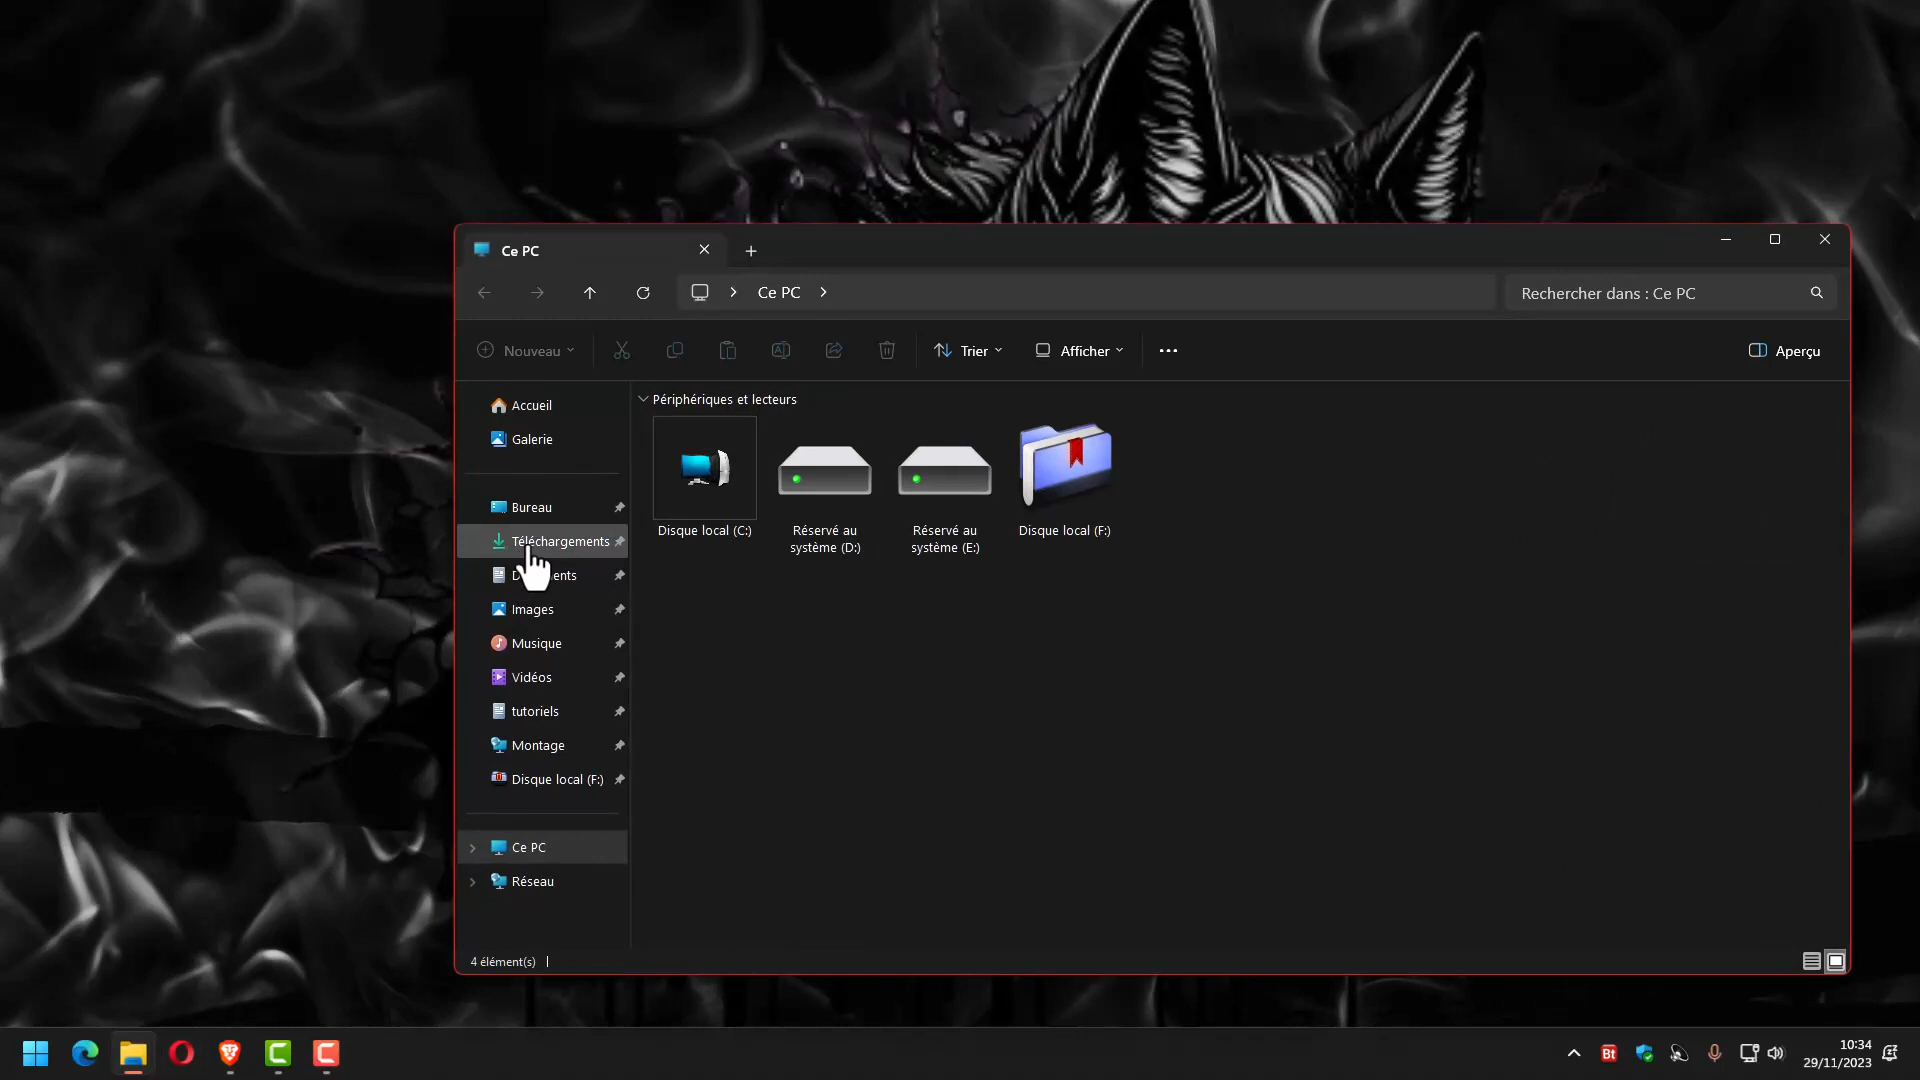 Ce PC
Ce PC
Rechercher dans : Ce PC
Nouveau
Trier
Afficher
Aperçu
Accueil
Galerie
Bureau
Téléchargements
Images
Musique
Vidéos
tutoriels
Montage
Disque local (F:)
Ce PC
Réseau
Périphériques et lecteurs
Disque local (C:)
Réservé au
système (D:)
Réservé au
système (E:)
Disque local (F:)
4 élément(s)
Bt
10:34
29/11/2023